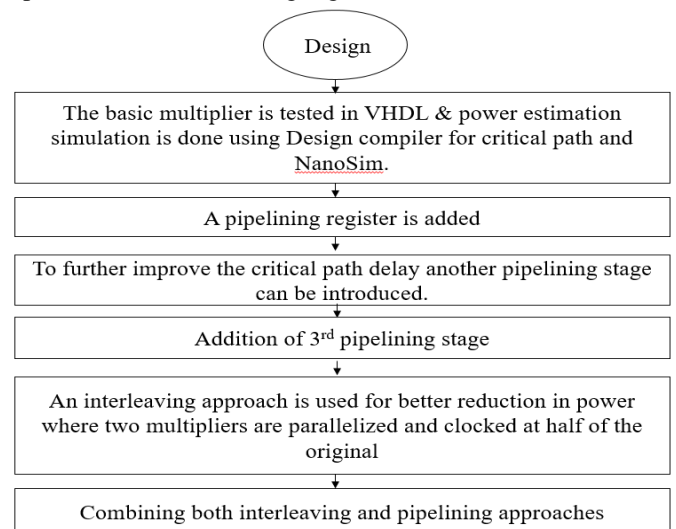 Design
The basic multiplier is tested in VHDL & power estimation
simulation is done using Design compiler for critical path and
NanoSim.
A pipelining register is added
To further improve the critical path delay another pipelining stage
can be introduced.
Addition of 3rd pipelining stage
An interleaving approach is used for better reduction in power
where two multipliers are parallelized and clocked at half of the
original
Combining both interleaving and pipelining approaches